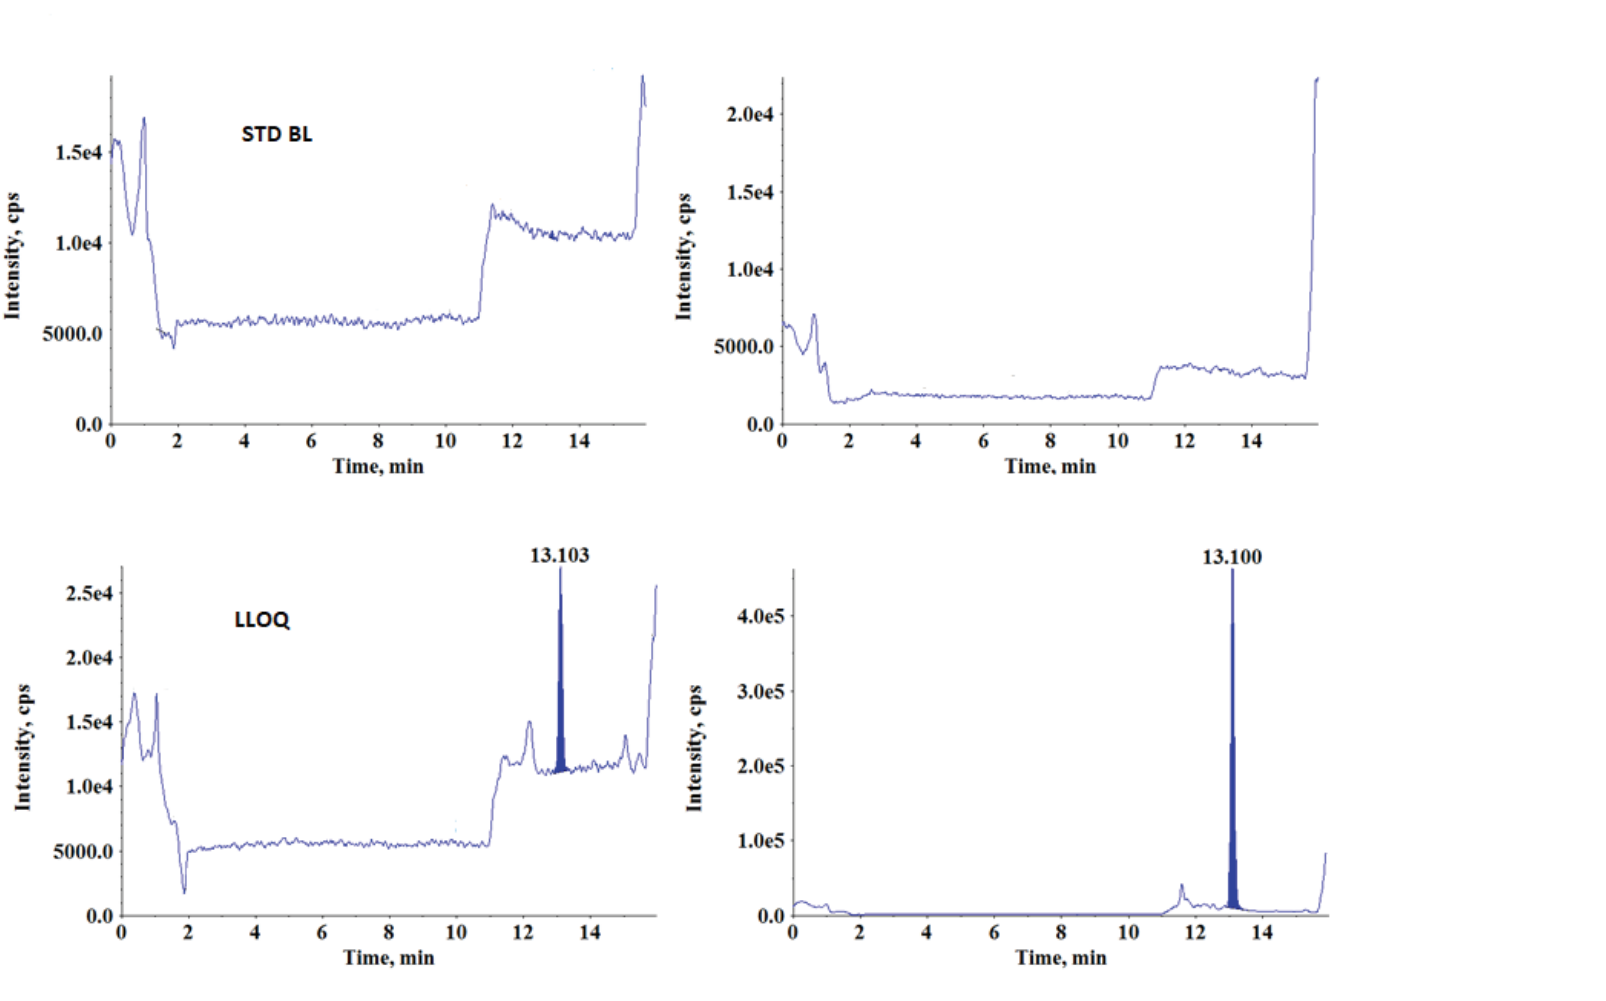 STD BL
Intensity, cps
1.5e4
1.0e4
5000.0
0.0
0 2 4 6 8 10 12 14
Time, min
Intensity, cps
2.0e4
1.5e4
1.0e4
5000.0
0.0
0 2 4 6 8 10 12 14
Time, min
13.103
LLOQ
Intensity, cps
2.5e4
2.0e4
1.5e4
1.0e4
5000.0
0.0
0 2 4 6 8 10 12 14
Time, min
13.100
Intensity, cps
4.0e5
3.0e5
2.0e5
1.0e5
0.0
0 2 4 6 8 10 12 14
Time, min